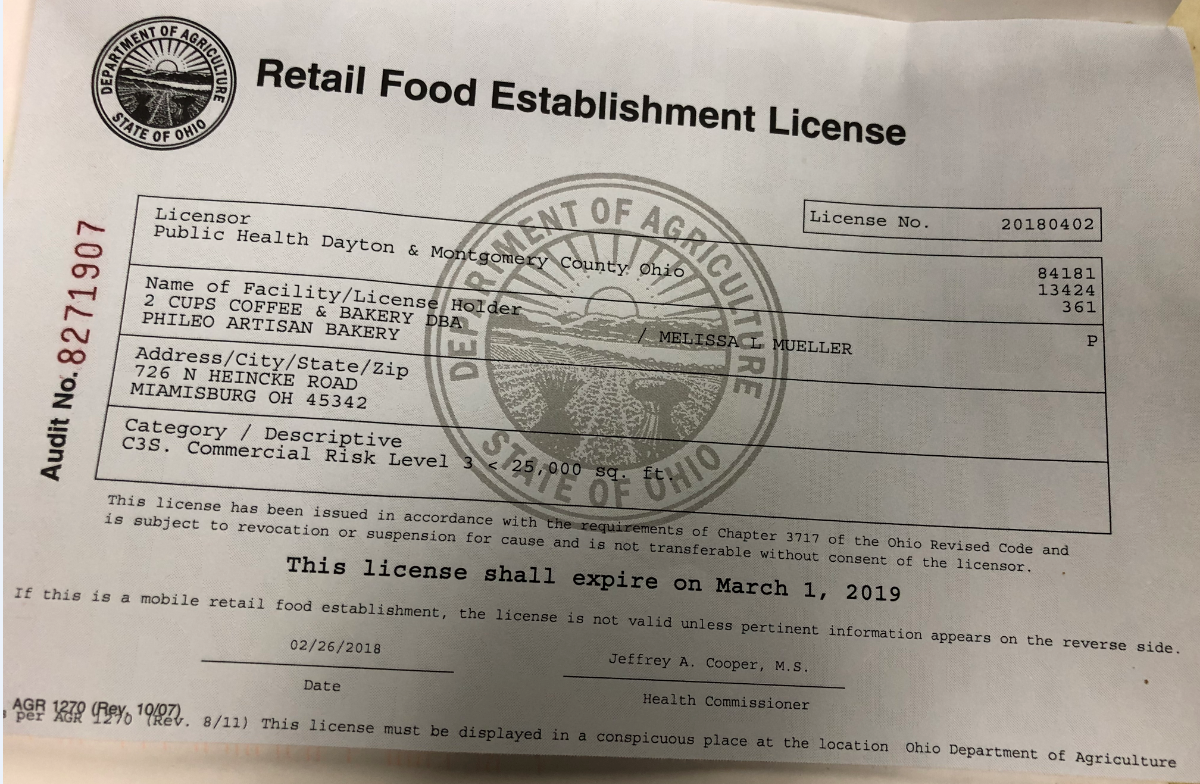 DEPARTMENT OF AGRICULTURE
STATE OF OHIO
Retail Food Establishment License
Audit No. 8271907
License No. 20180402
Licensor
Public Health Dayton & Montgomery County Ohio
84181
13424
361
Name of Facility/License Holder
2 CUPS COFFEE & BAKERY DBA
PHILEO ARTISAN BAKERY / MELISSA L MUELLER P
Address/City/State/Zip
726 N HEINCKE ROAD
MIAMISBURG OH 45342
Category / Descriptive
C3S. Commercial Risk Level 3 < 25,000 sq. ft.
DEPARTMENT OF AGRICULTURE
STATE OF OHIO
This license has been issued in accordance with the requirements of Chapter 3717 of the Ohio Revised Code and
is subject to revocation or suspension for cause and is not transferable without consent of the licensor.
This license shall expire on March 1, 2019
If this is a mobile retail food establishment, the license is not valid unless pertinent information appears on the reverse side.
02/26/2018
Date
Jeffrey A. Cooper, M.S.
Health Commissioner
AGR 1270 (Rev. 10/07)
per AGR 1270 (Rev. 8/11) This license must be displayed in a conspicuous place at the location Ohio Department of Agriculture